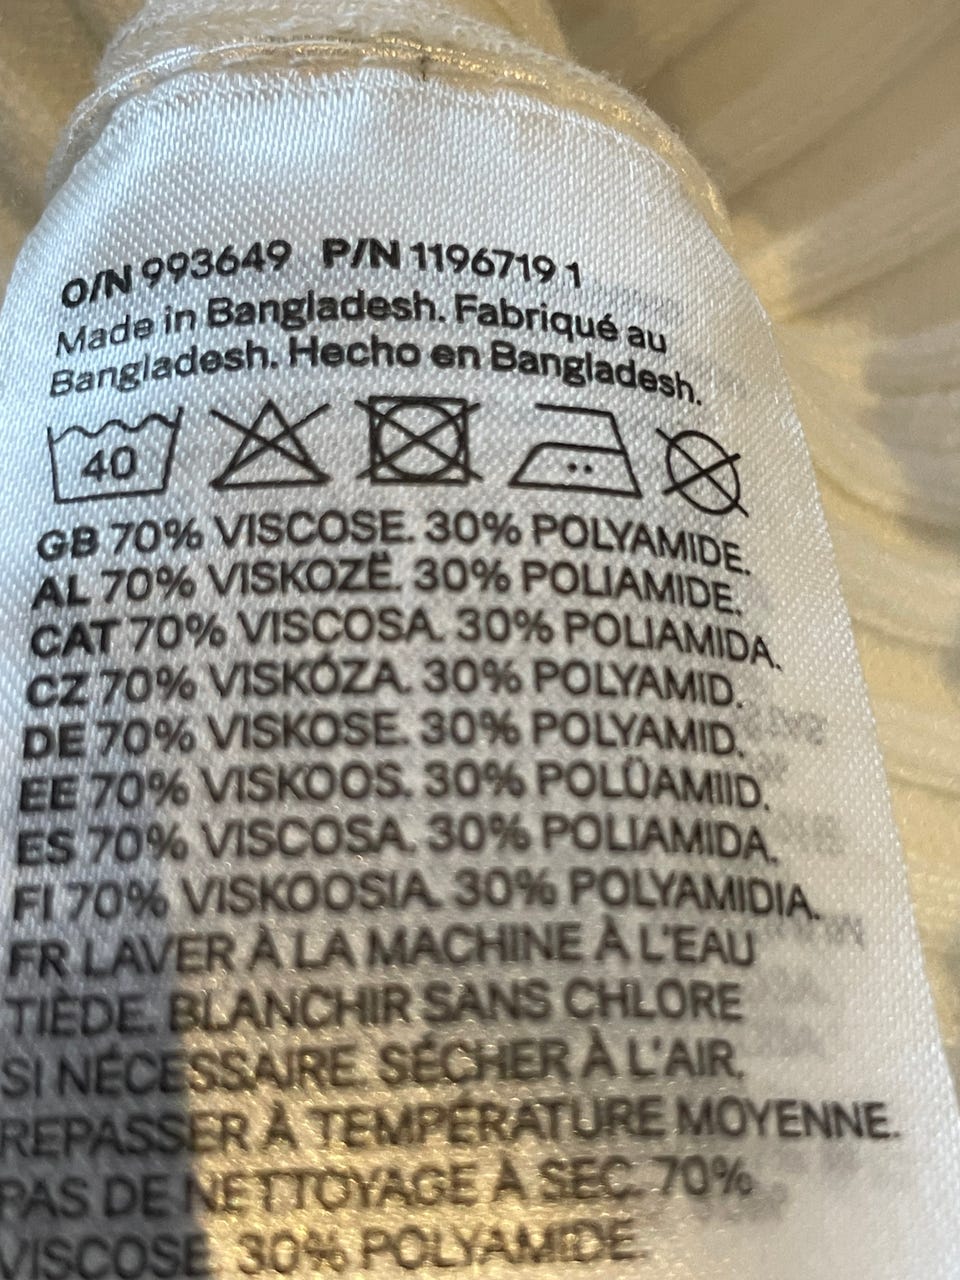 O/N 993649 P/N 1196719 1
Made in Bangladesh. Fabriqué au
Bangladesh. Hecho en Bangladesh.
40
GB 70% VISCOSE. 30% POLYAMIDE.
AL 70% VISKOZË. 30% POLIAMIDE.
CAT 70% VISCOSA. 30% POLIAMIDA.
CZ 70% VISKÓZA. 30% POLYAMID.
DE 70% VISKOSE. 30% POLYAMID.
EE 70% VISKOOS. 30% POLÜAMIID.
ES 70% VISCOSA. 30% POLIAMIDA.
FI 70% VISKOOSIA. 30% POLYAMIDIA.
FR LAVER À LA MACHINE À L'EAU
TIÈDE. BLANCHIR SANS CHLORE
SI NÉCESSAIRE. SÉCHER À L'AIR.
REPASSER À TEMPÉRATURE MOYENNE.
PAS DE NETTOYAGE À SEC. 70%
VISCOSE. 30% POLYAMIDE.